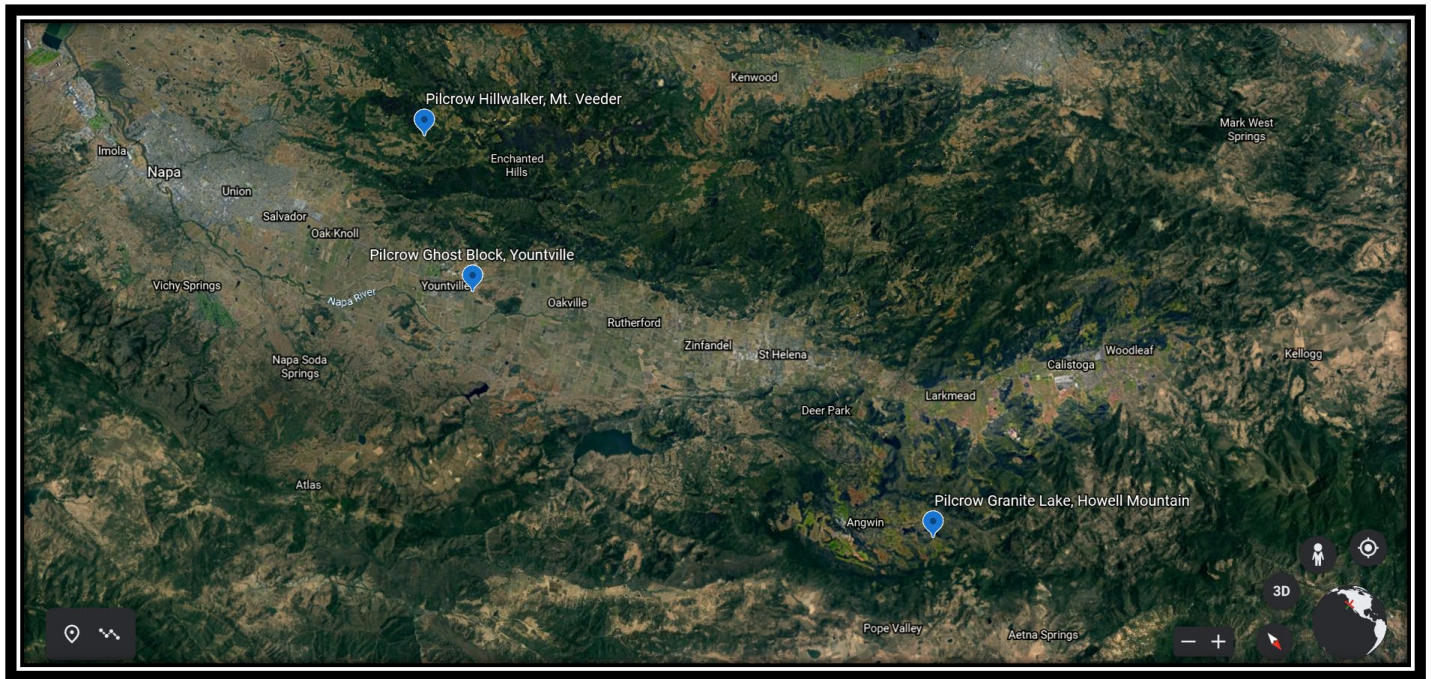 Kenwood
Pilcrow Hillwalker, Mt. Veeder
Mark West
Springs
Imola
Enchanted
Hills
Napa
Union
Salvador
Oak Knoll
Pilcrow Ghost Block, Yountville
Vichy Springs
Yountville
Napa River
Oakville
Rutherford
Zinfandel
St Helena
Woodleaf
Kellogg
Napa Soda
Springs
Calistoga
Larkmead
Deer Park
Atlas
Pilcrow Granite Lake, Howell Mountain
Angwin
3D
Pope Valley
Aetna Springs